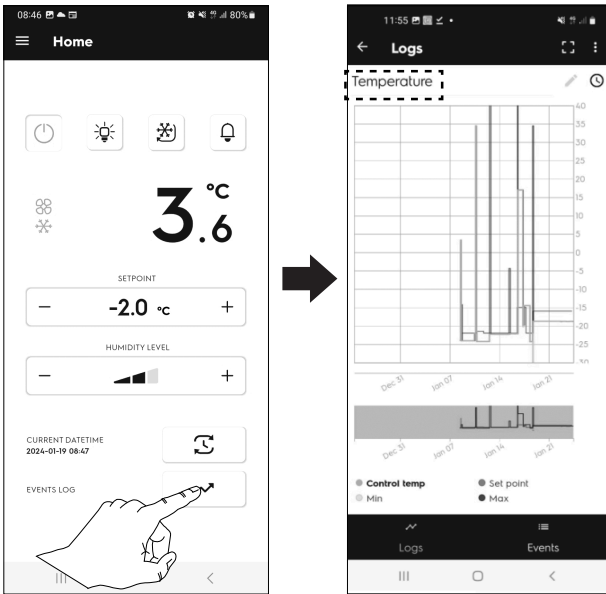 08:46 80%
Home
°C
3.6
SETPOINT
− -2.0 °C +
HUMIDITY LEVEL
− +
CURRENT DATETIME
2024-01-19 08:47
EVENTS LOG
11:55
Logs
Temperature
40
35
30
25
20
15
10
5
0
-5
-10
-15
-20
-25
-30
Dec 31 Jan 07 Jan 14 Jan 21
Dec 31 Jan 07 Jan 14 Jan 21
Control temp Set point
Min Max
Logs Events